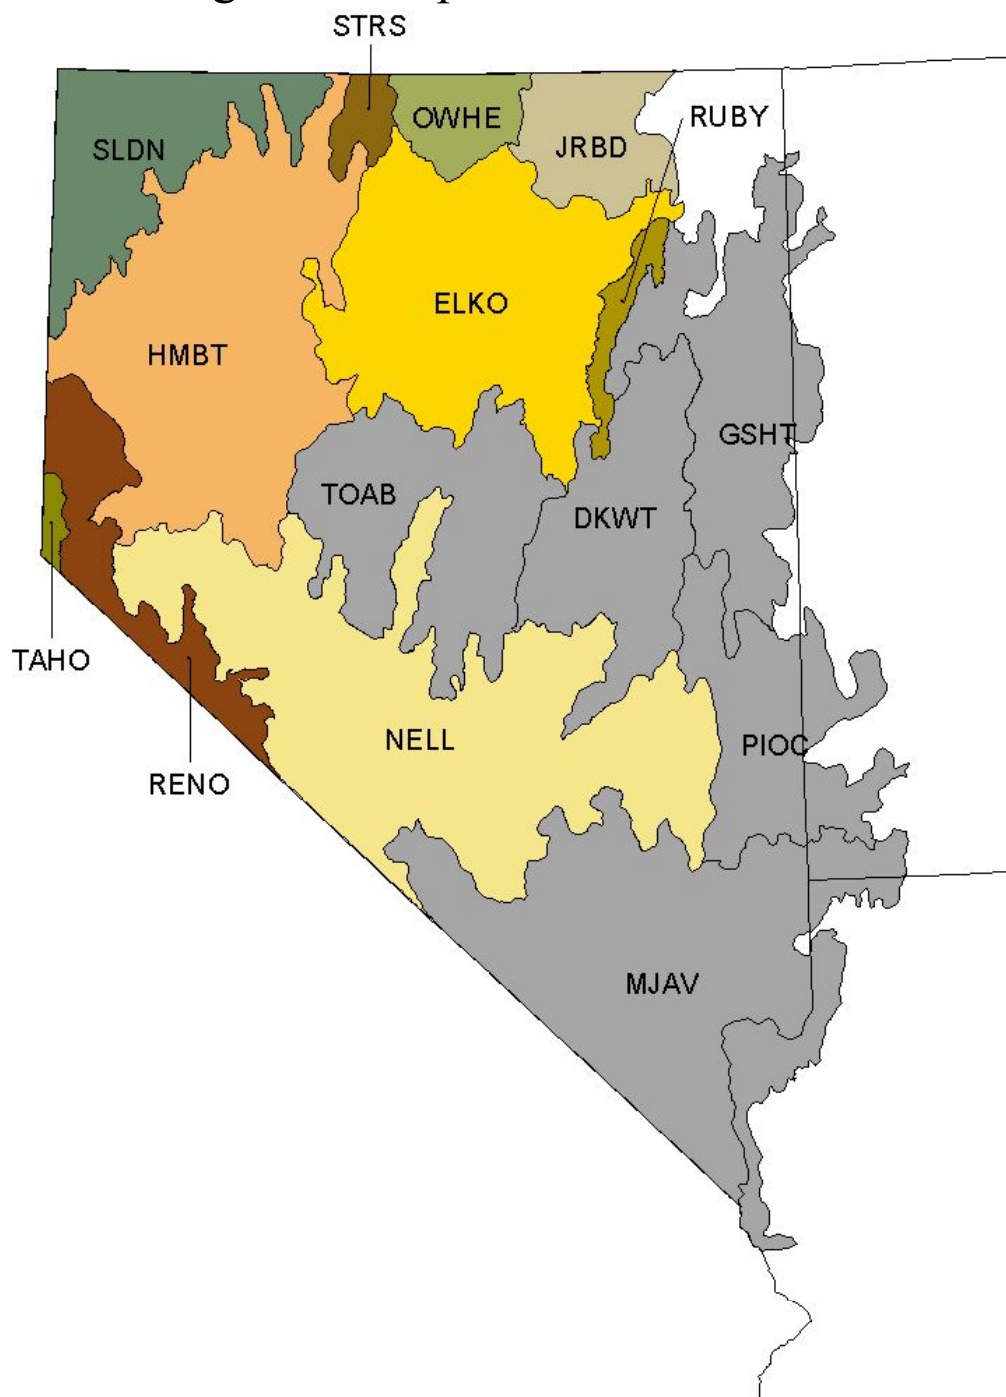 STRS
OWHE
RUBY
SLDN
JRBD
ELKO
HMBT
GSHT
TOAB
DKWT
TAHO
NELL
PIOC
RENO
MJAV